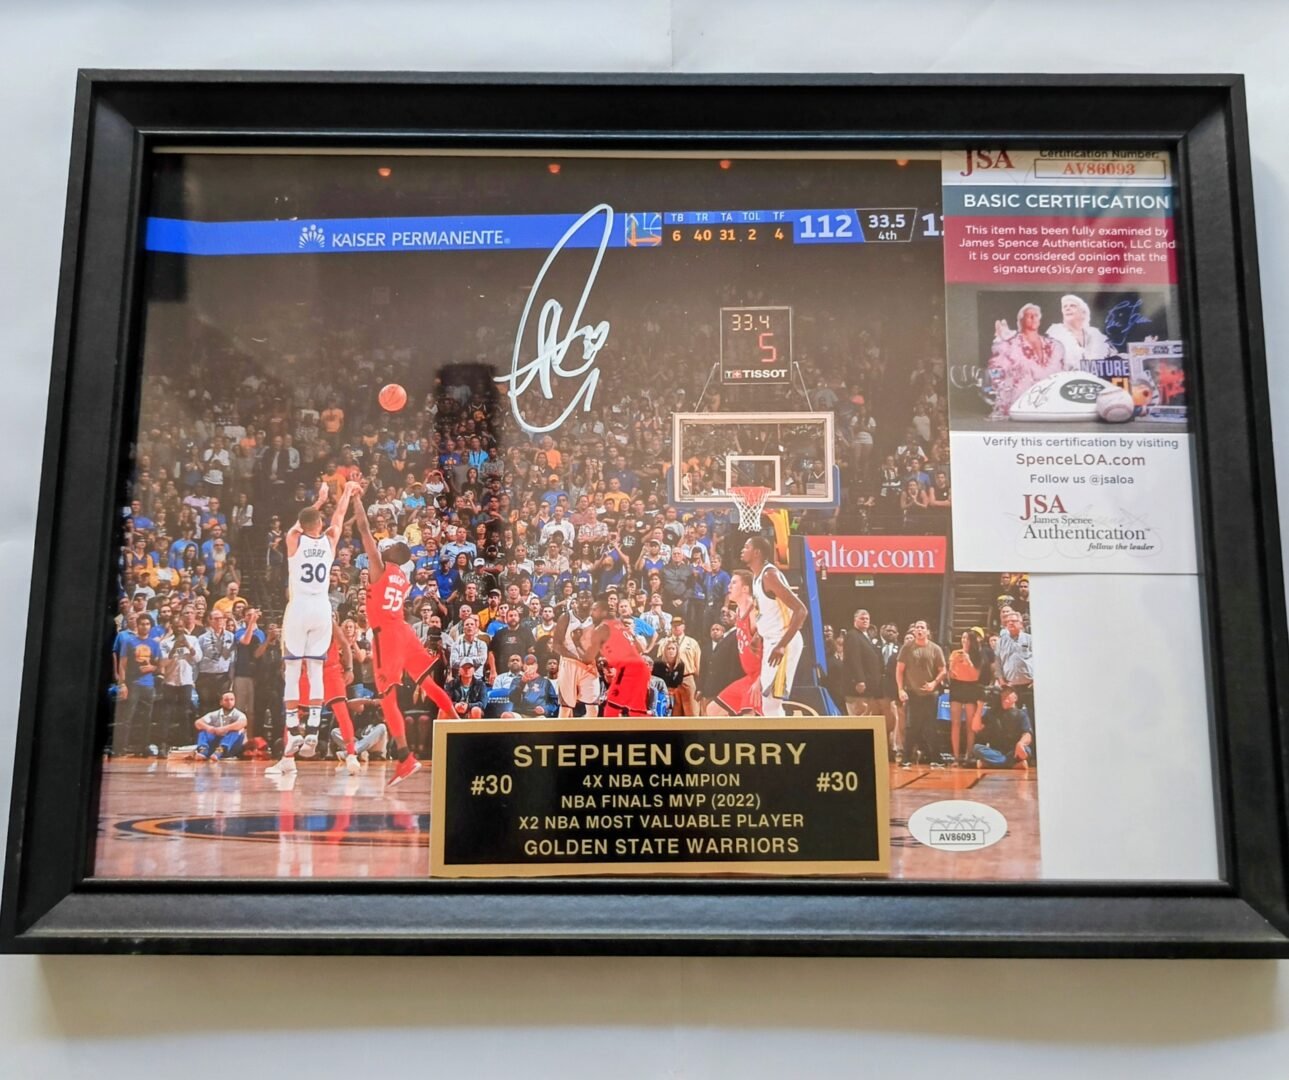 KAISER PERMANENTE
TB TR TA TOL TF
6 40 31 2 4
112
33.5
4th
33.4
5
TISSOT
CURRY
30
55
altor.com
JSA
Certification Number:
AV86093
BASIC CERTIFICATION
This item has been fully examined by
James Spence Authentication, LLC and
it is our considered opinion that the
signature(s)is/are genuine.
NATURE
JETS
Verify this certification by visiting
SpenceLOA.com
Follow us @jsaloa
JSA
James Spence
Authentication
follow the leader
STEPHEN CURRY
#30 4X NBA CHAMPION #30
NBA FINALS MVP (2022)
X2 NBA MOST VALUABLE PLAYER
GOLDEN STATE WARRIORS
AV86093